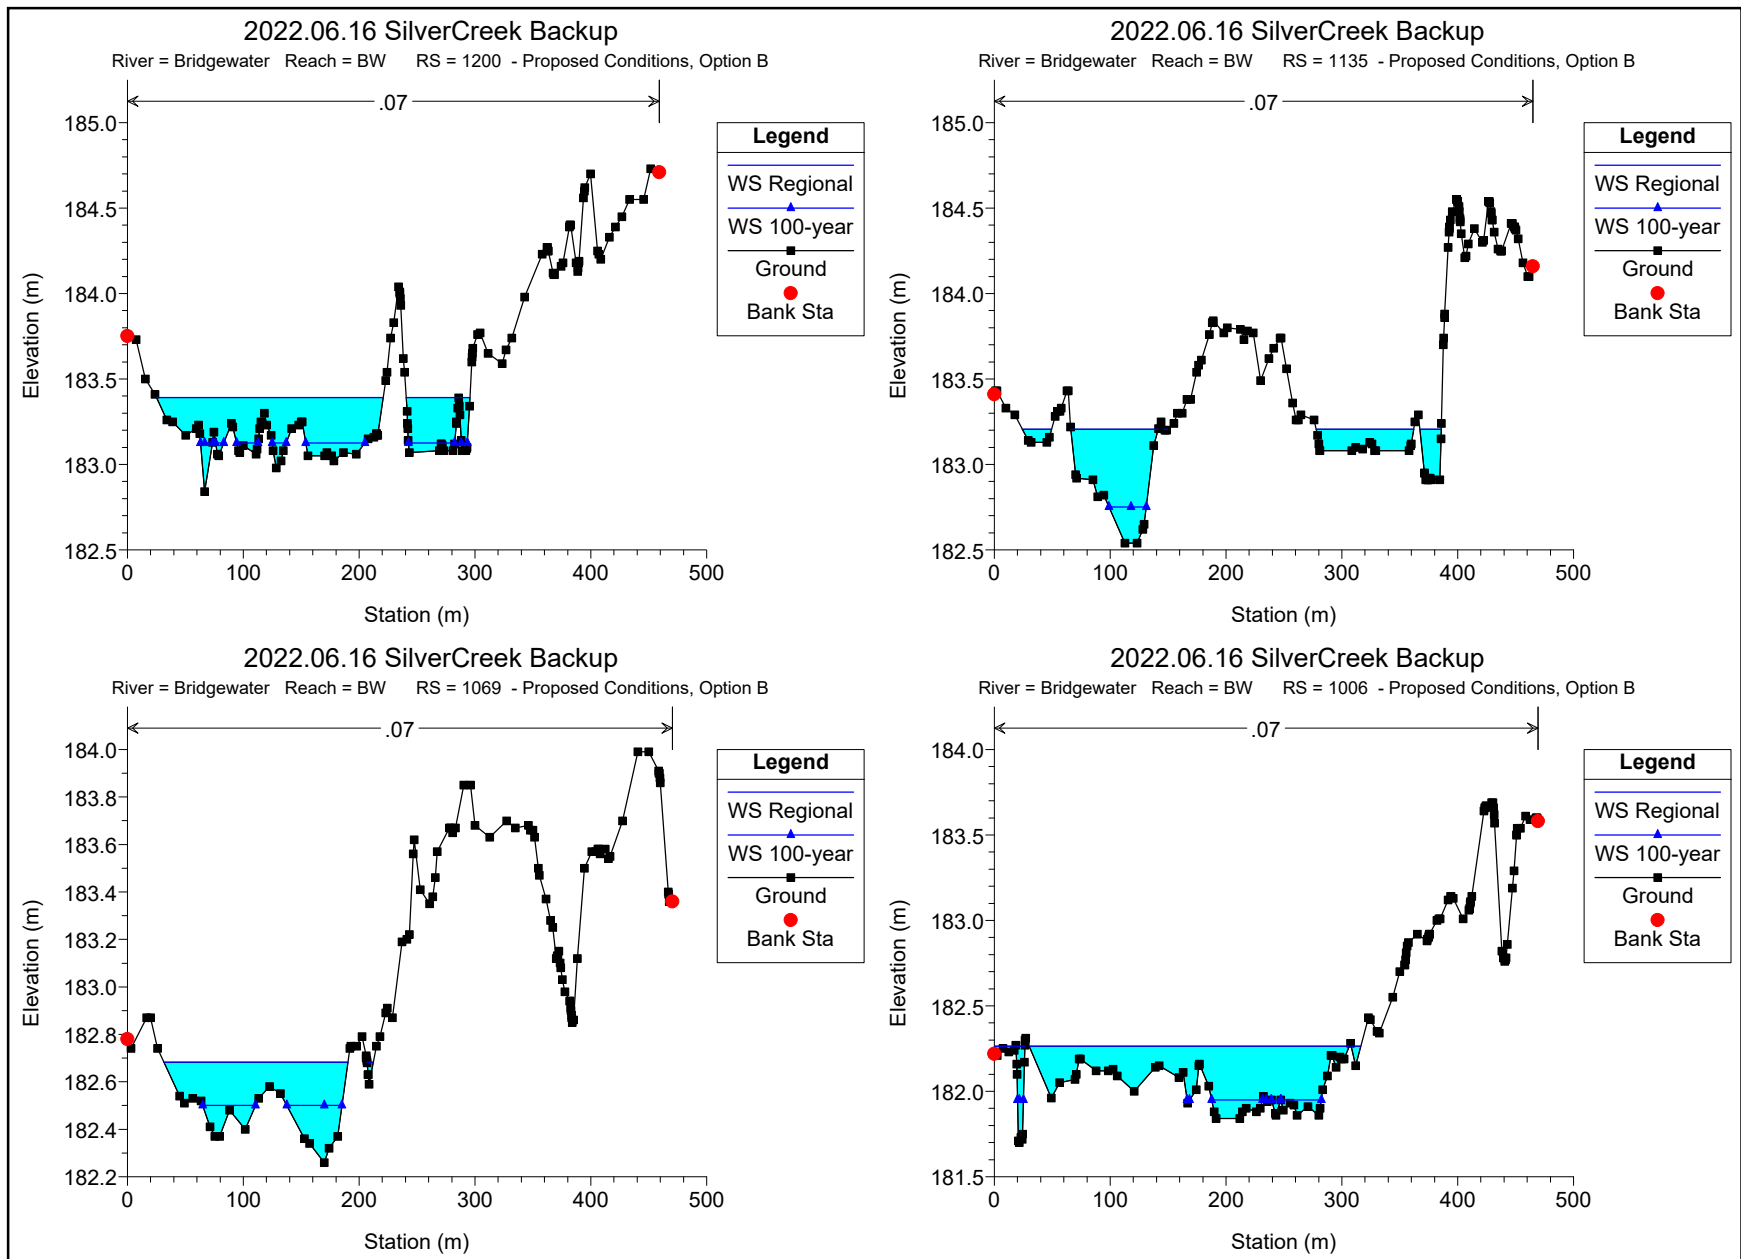 2022.06.16 SilverCreek Backup
River = Bridgewater Reach = BW RS = 1200 - Proposed Conditions, Option B
.07
185.0
184.5
184.0
183.5
183.0
182.5
Elevation (m)
0 100 200 300 400 500
Station (m)
Legend
WS Regional
WS 100-year
Ground
Bank Sta
2022.06.16 SilverCreek Backup
River = Bridgewater Reach = BW RS = 1135 - Proposed Conditions, Option B
.07
185.0
184.5
184.0
183.5
183.0
182.5
Elevation (m)
0 100 200 300 400 500
Station (m)
Legend
WS Regional
WS 100-year
Ground
Bank Sta
2022.06.16 SilverCreek Backup
River = Bridgewater Reach = BW RS = 1069 - Proposed Conditions, Option B
.07
184.0
183.8
183.6
183.4
183.2
183.0
182.8
182.6
182.4
182.2
Elevation (m)
0 100 200 300 400 500
Station (m)
Legend
WS Regional
WS 100-year
Ground
Bank Sta
2022.06.16 SilverCreek Backup
River = Bridgewater Reach = BW RS = 1006 - Proposed Conditions, Option B
.07
184.0
183.5
183.0
182.5
182.0
181.5
Elevation (m)
0 100 200 300 400 500
Station (m)
Legend
WS Regional
WS 100-year
Ground
Bank Sta